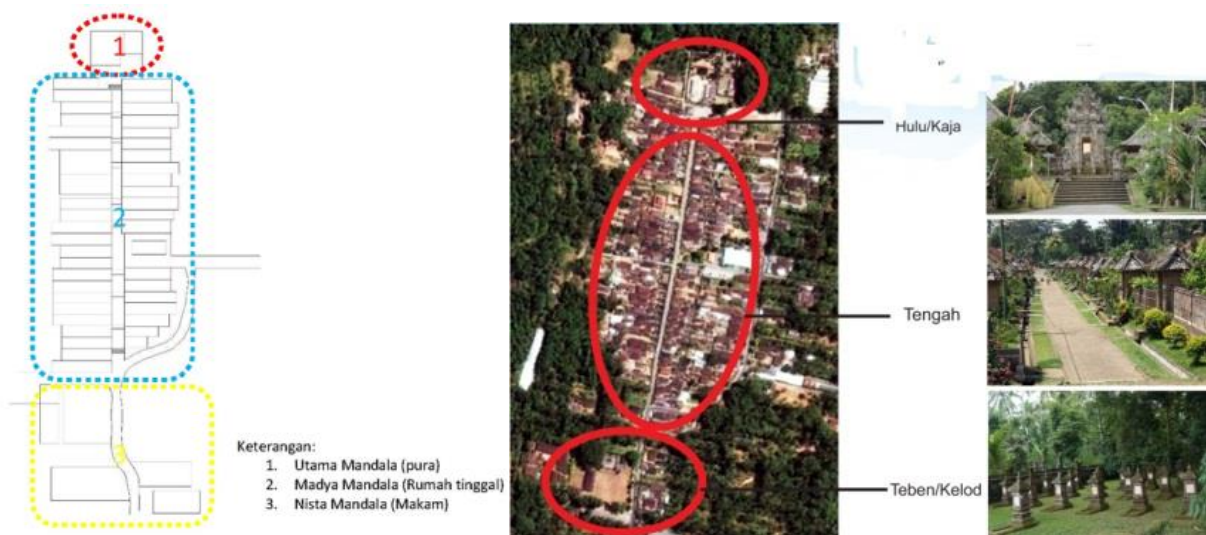 1
2
Keterangan:
1. Utama Mandala (pura)
2. Madya Mandala (Rumah tinggal)
3. Nista Mandala (Makam)
Hulu/Kaja
Tengah
Teben/Kelod